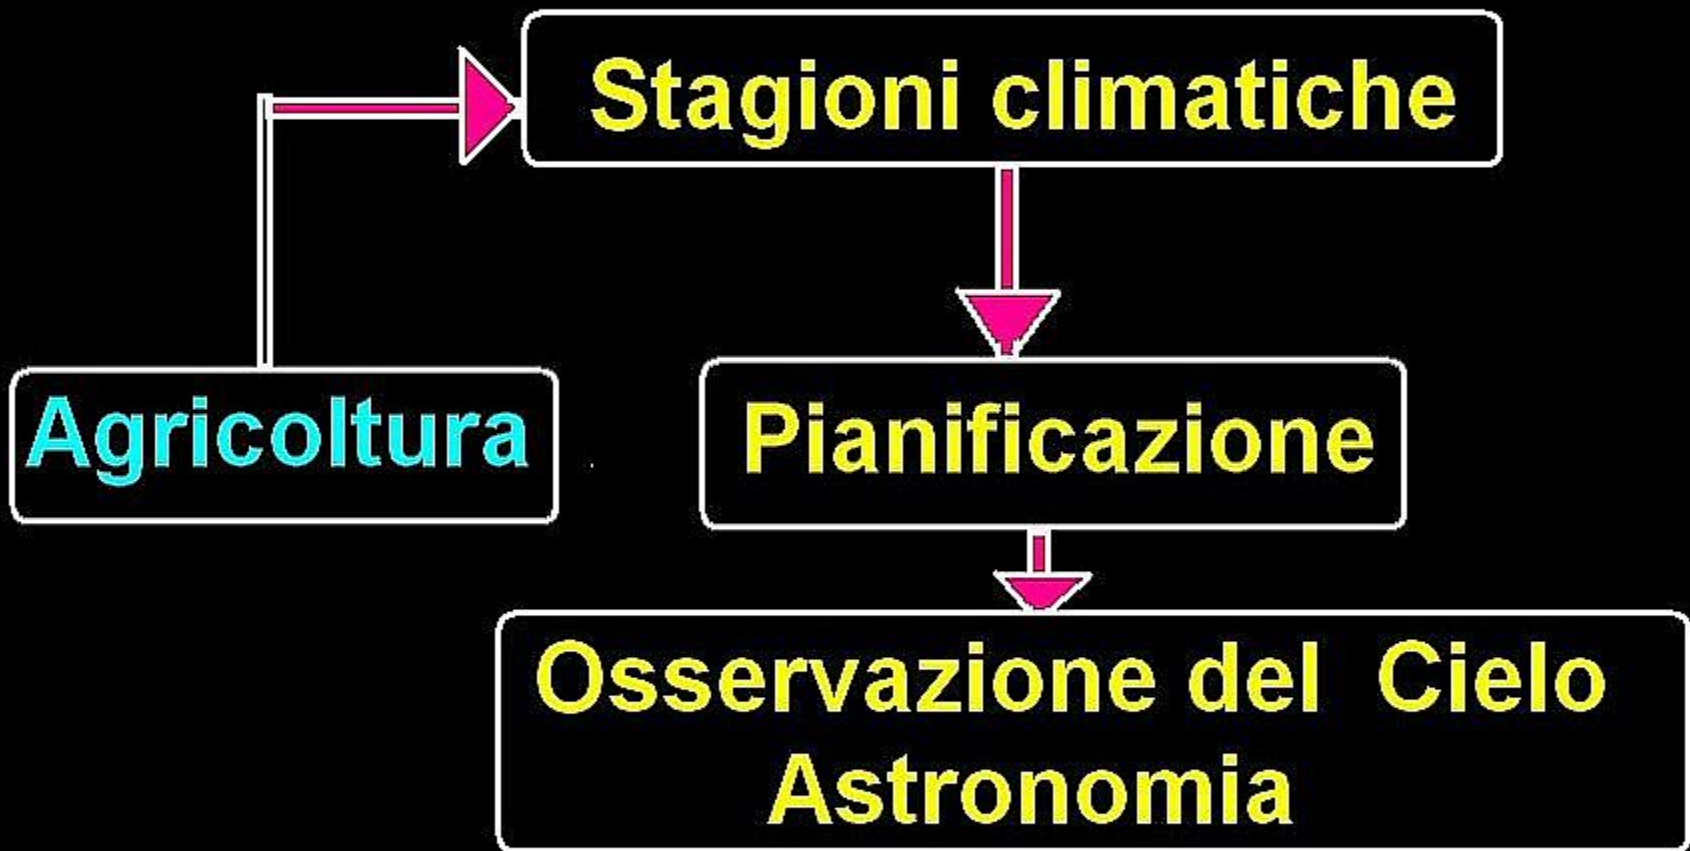 Stagioni climatiche
Agricoltura
Pianificazione
Osservazione del Cielo
Astronomia